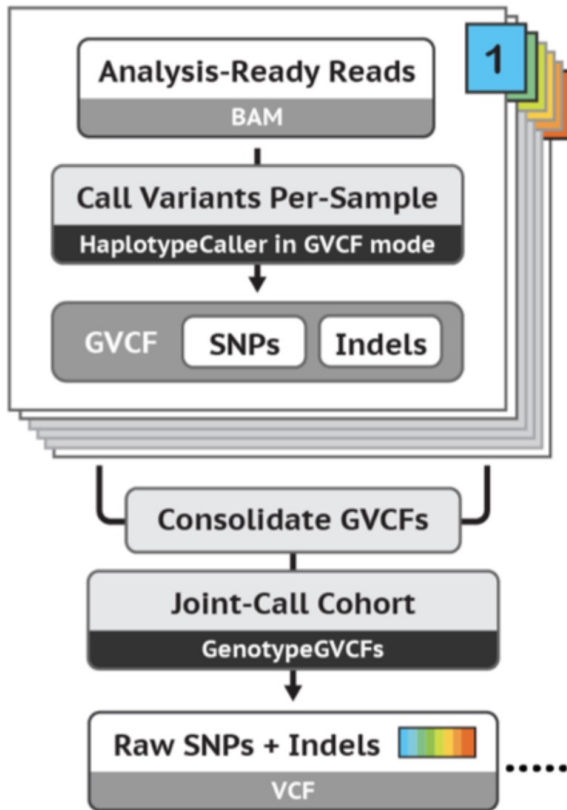 1
Analysis-Ready Reads
BAM
Call Variants Per-Sample
HaplotypeCaller in GVCF mode
GVCF SNPs Indels
Consolidate GVCFs
Joint-Call Cohort
GenotypeGVCFs
Raw SNPs + Indels
VCF